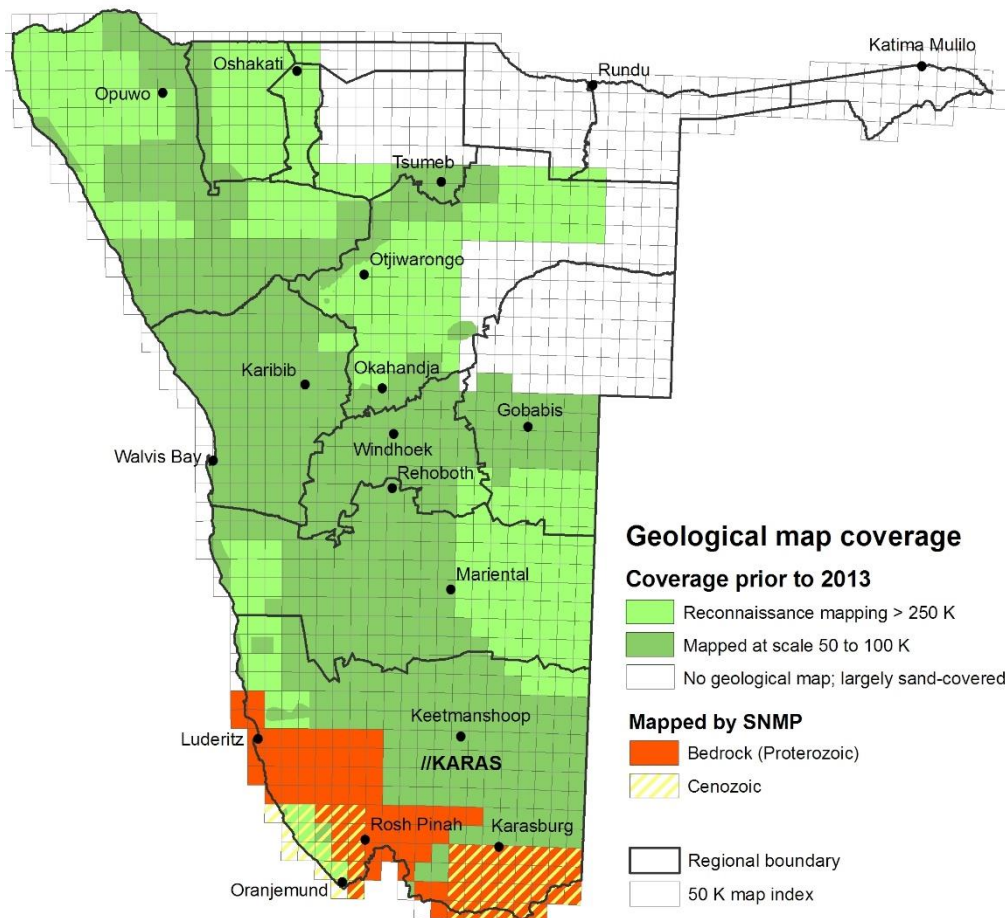 Katima Mulilo
Oshakati
Rundu
Opuwo
Tsumeb
Otjiwarongo
Karibib
Okahandja
Gobabis
Windhoek
Walvis Bay
Rehoboth
Mariental
Keetmanshoop
Luderitz
//KARAS
Rosh Pinah
Karasburg
Oranjemund
Geological map coverage
Coverage prior to 2013
Reconnaissance mapping > 250 K
Mapped at scale 50 to 100 K
No geological map; largely sand-covered
Mapped by SNMP
Bedrock (Proterozoic)
Cenozoic
Regional boundary
50 K map index